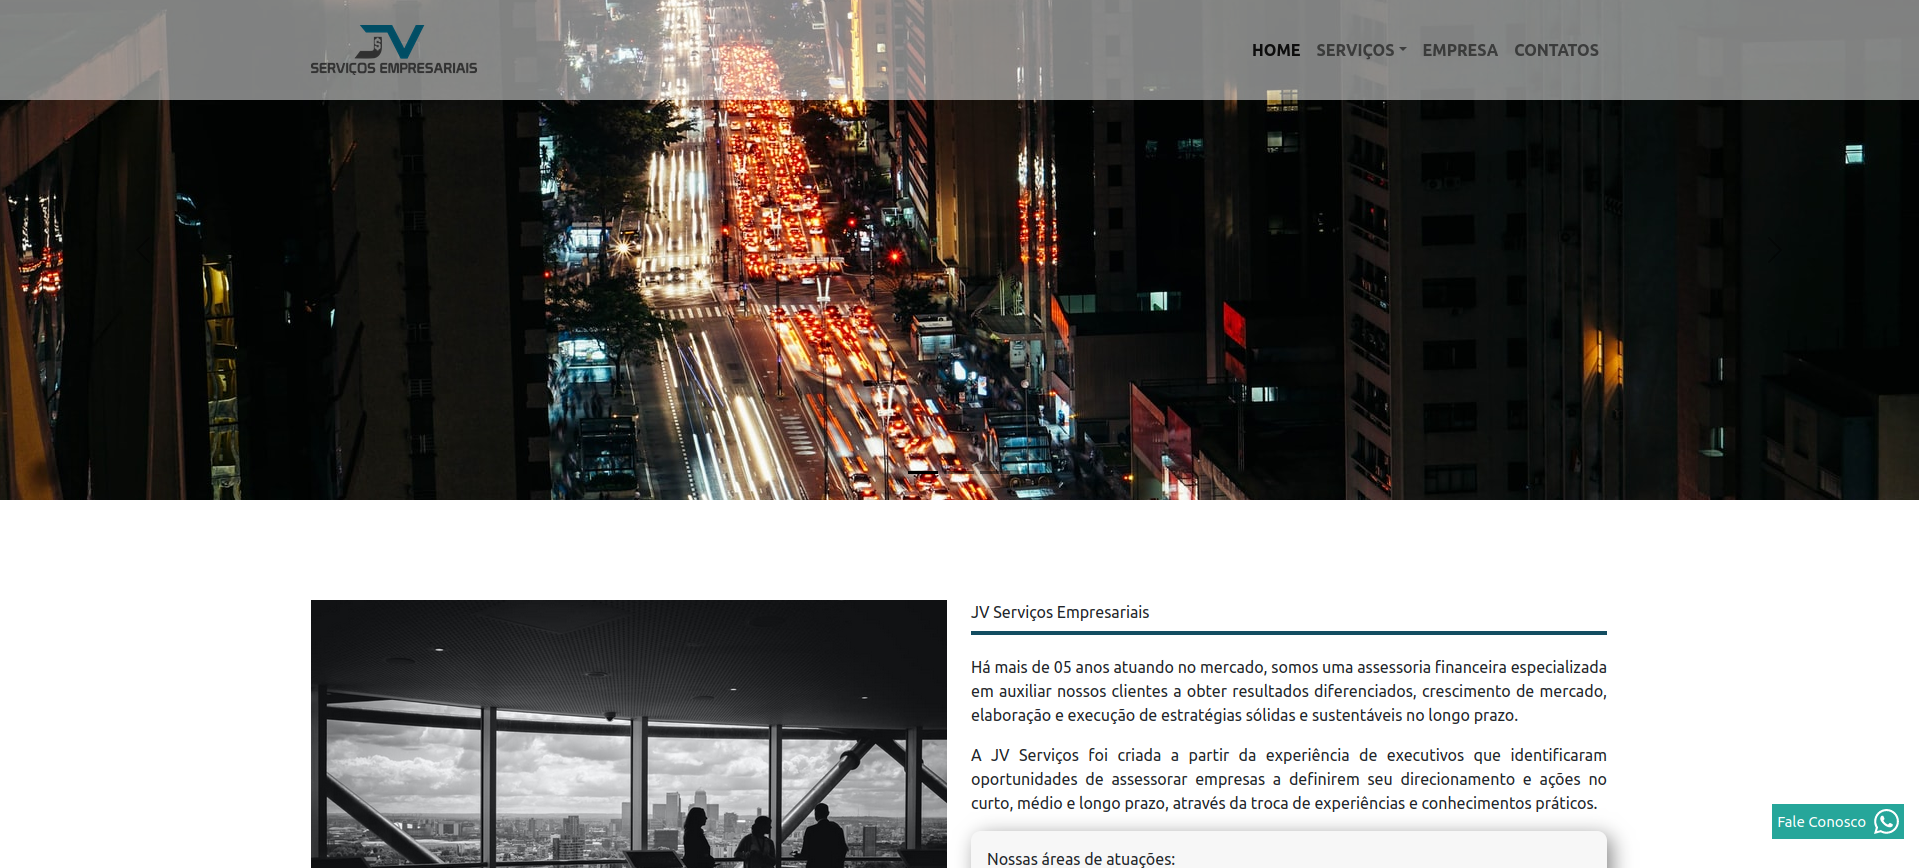 JV
SERVIÇOS EMPRESARIAIS
HOME SERVIÇOS EMPRESA CONTATOS
JV Serviços Empresariais
Há mais de 05 anos atuando no mercado, somos uma assessoria financeira especializada
em auxiliar nossos clientes a obter resultados diferenciados, crescimento de mercado,
elaboração e execução de estratégias sólidas e sustentáveis no longo prazo.
A JV Serviços foi criada a partir da experiência de executivos que identificaram
oportunidades de assessorar empresas a definirem seu direcionamento e ações no
curto, médio e longo prazo, através da troca de experiências e conhecimentos práticos.
Nossas áreas de atuações:
Fale Conosco